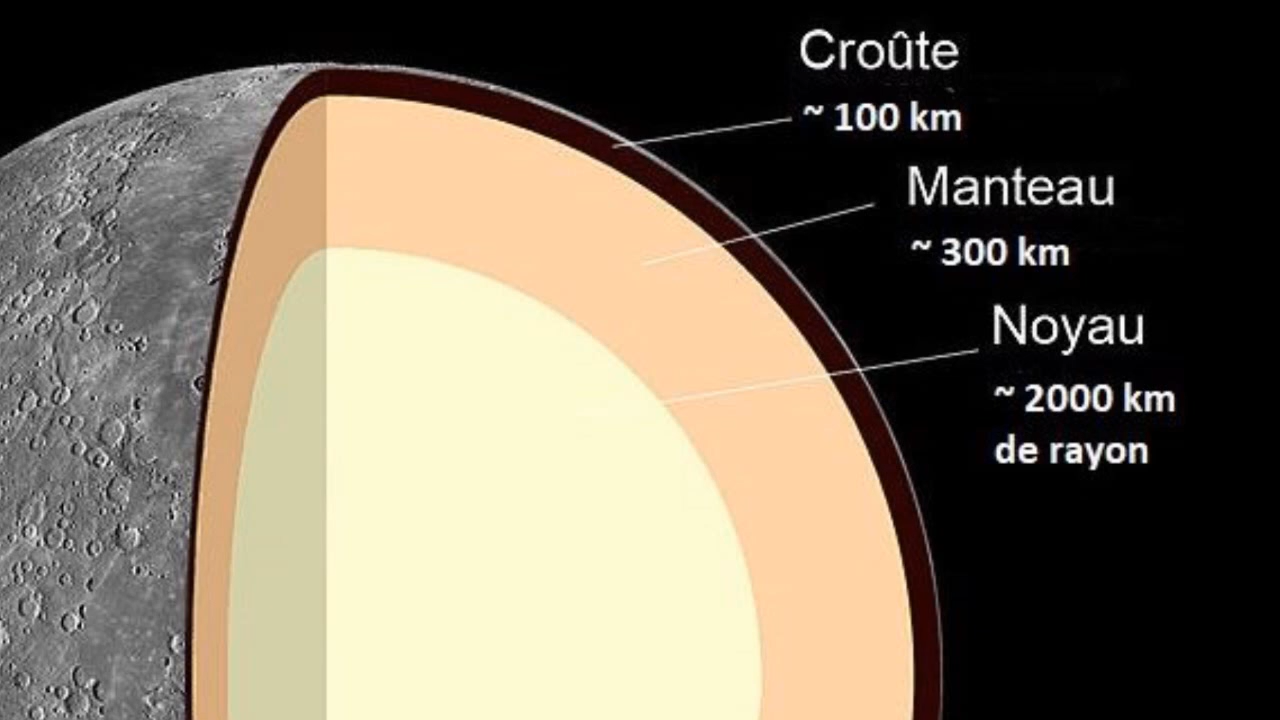 Croûte
~ 100 km
Manteau
~ 300 km
Noyau
~ 2000 km
de rayon